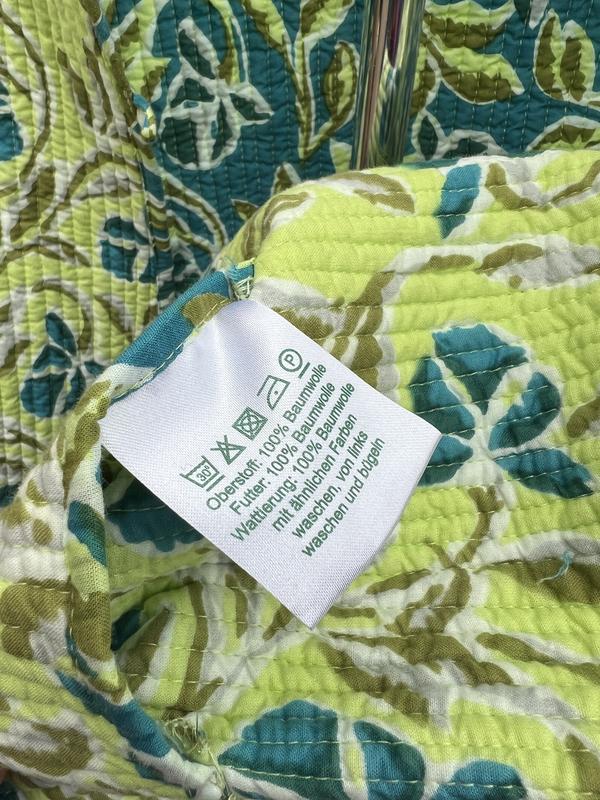 30° P
Oberstoff: 100% Baumwolle
Futter: 100% Baumwolle
Wattierung: 100% Baumwolle
mit ähnlichen Farben
waschen, von links
waschen und bügeln